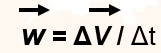 w = ΔV / Δt